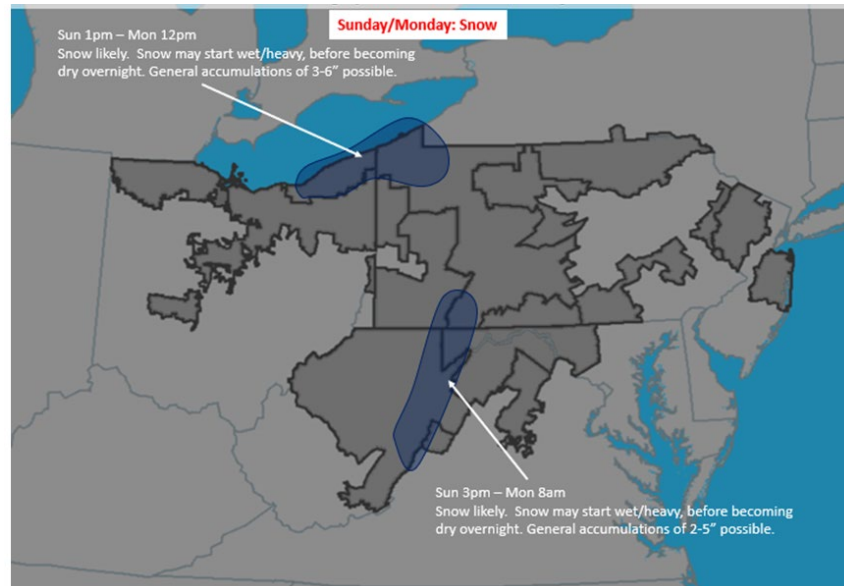 Sunday/Monday: Snow
Sun 1pm – Mon 12pm
Snow likely.  Snow may start wet/heavy, before becoming
dry overnight. General accumulations of 3-6” possible.
Sun 3pm – Mon 8am
Snow likely.  Snow may start wet/heavy, before becoming
dry overnight. General accumulations of 2-5” possible.